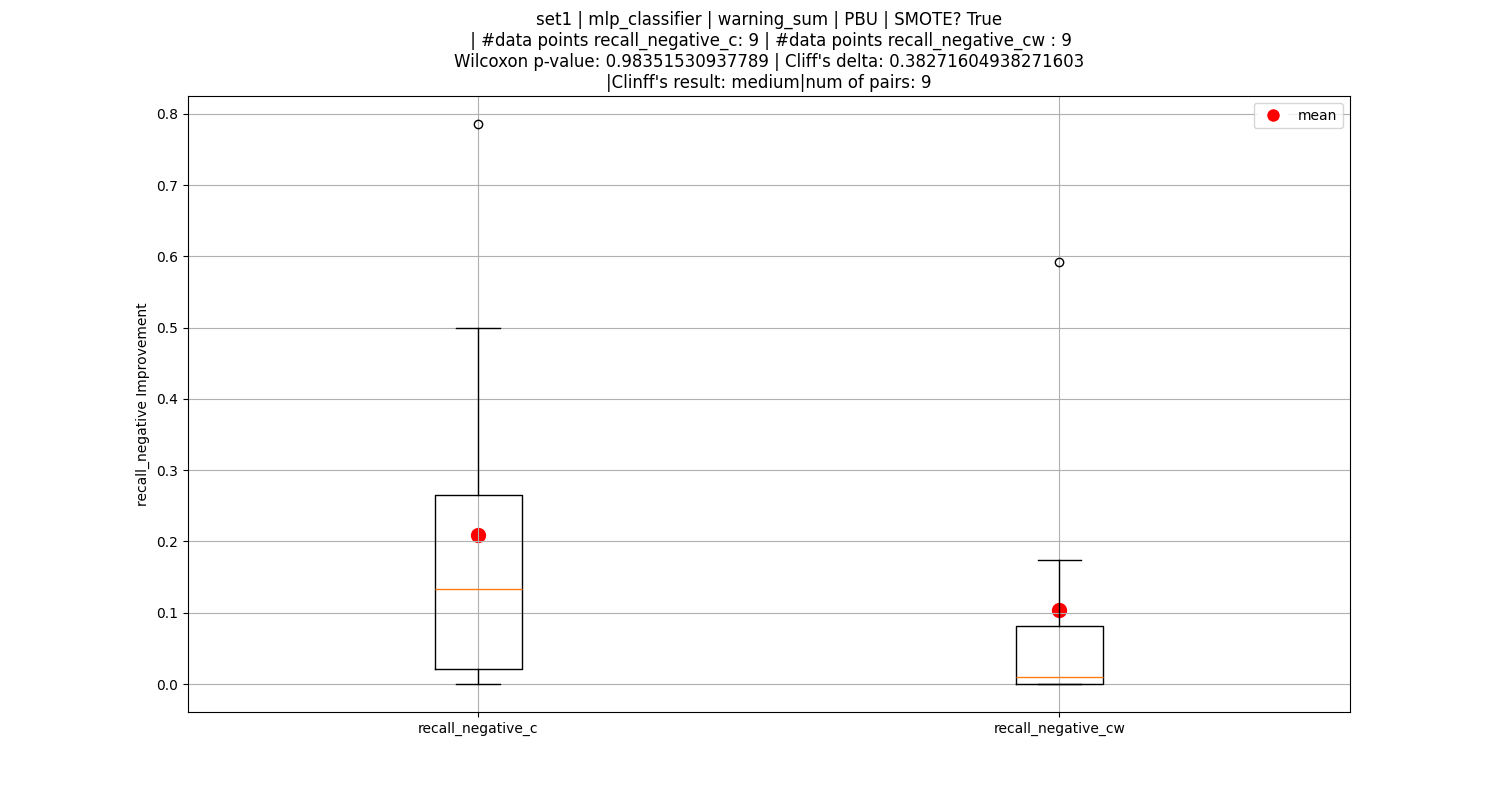 set1 | mlp_classifier | warning_sum | PBU | SMOTE? True
| #data points recall_negative_c: 9 | #data points recall_negative_cw : 9
Wilcoxon p-value: 0.98351530937789 | Cliff's delta: 0.38271604938271603
|Clinff's result: medium|num of pairs: 9
mean
0.8
0.7
0.6
0.5
0.4
0.3
0.2
0.1
0.0
recall_negative Improvement
recall_negative_c
recall_negative_cw